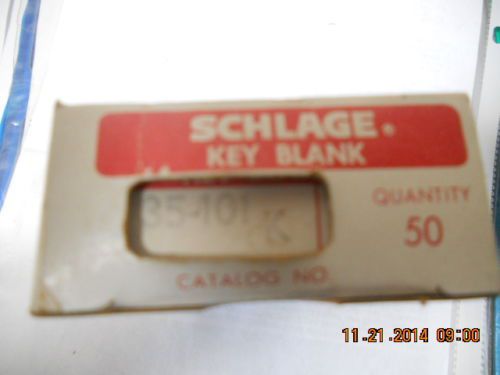 SCHLAGE®
KEY BLANK
35-101
K
QUANTITY
50
CATALOG NO.
11.21.2014 09:00